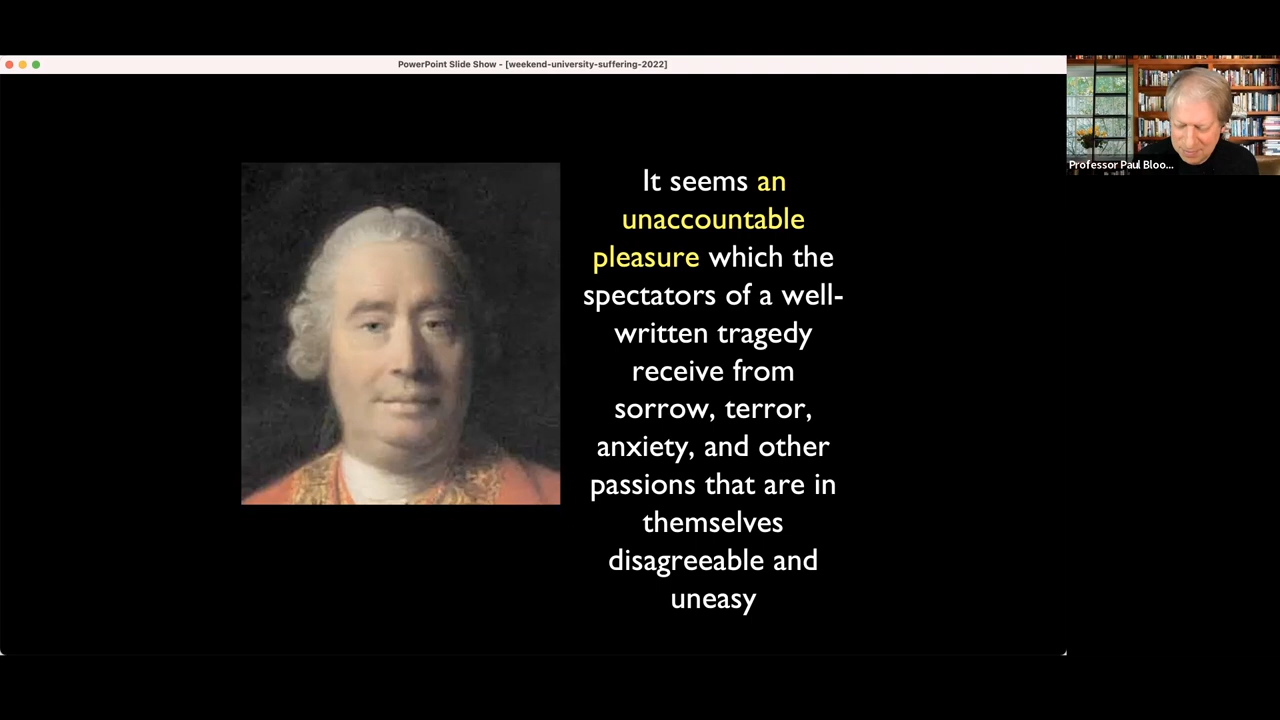 PowerPoint Slide Show - [weekend-university-suffering-2022]
Professor Paul Bloo...
It seems an
unaccountable
pleasure which the
spectators of a well-
written tragedy
receive from
sorrow, terror,
anxiety, and other
passions that are in
themselves
disagreeable and
uneasy